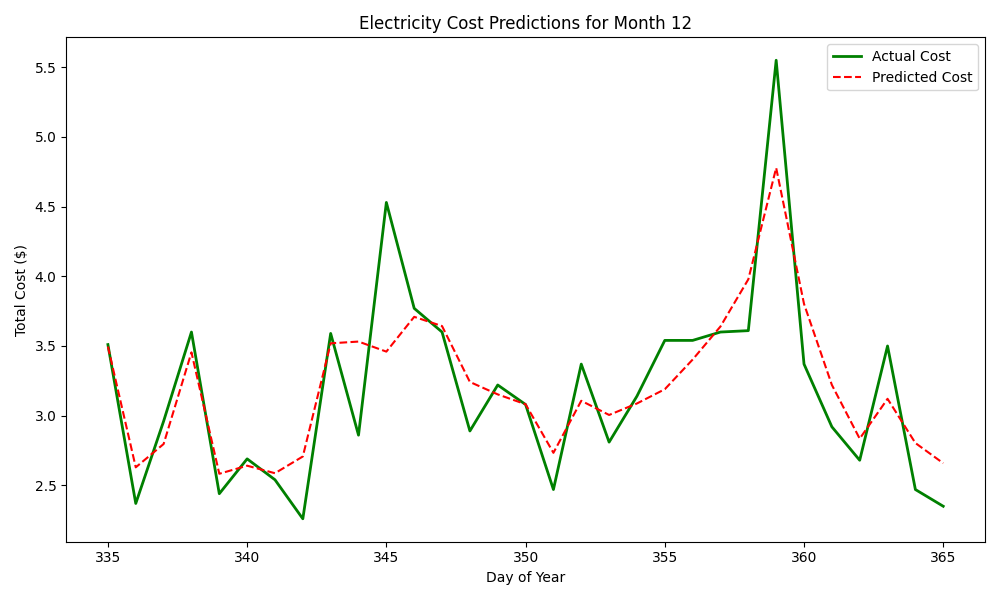 Electricity Cost Predictions for Month 12
Actual Cost
Predicted Cost
Total Cost ($)
5.5
5.0
4.5
4.0
3.5
3.0
2.5
335 340 345 350 355 360 365
Day of Year